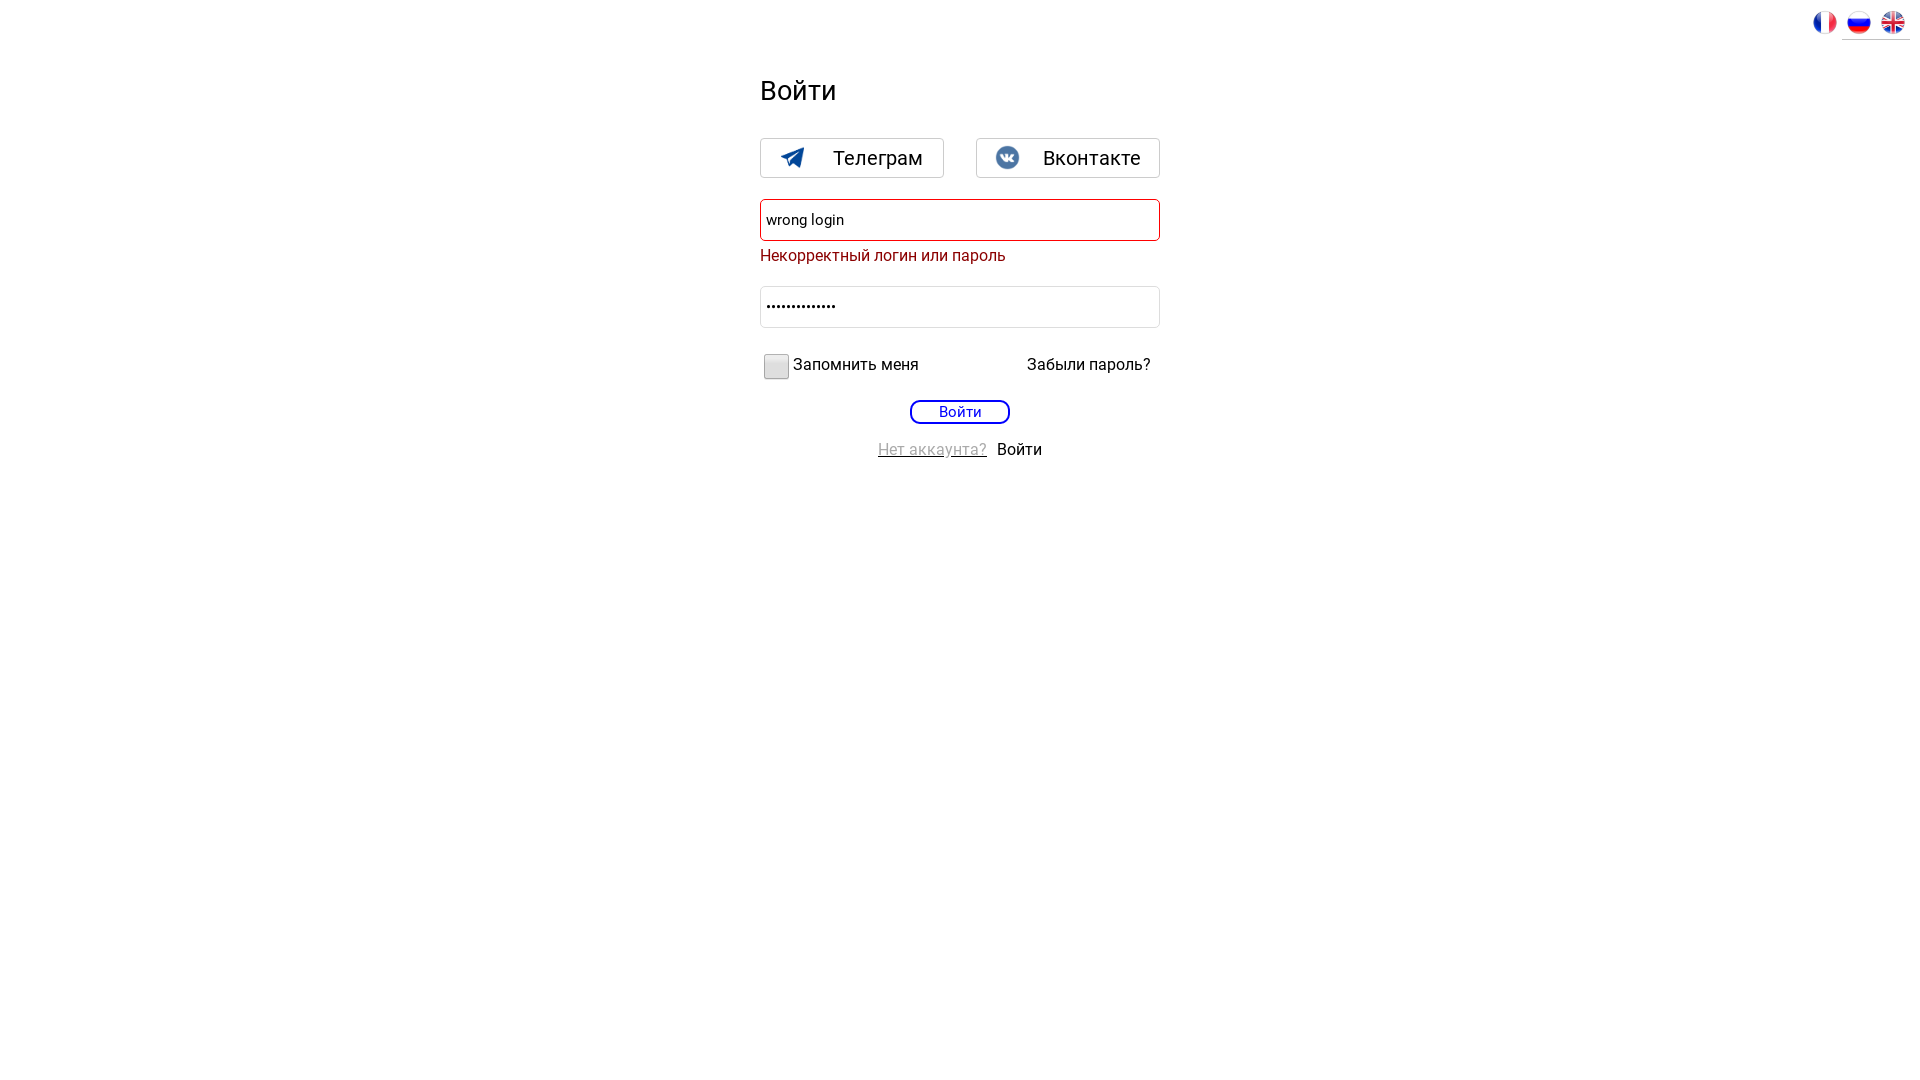 Войти
Телеграм Вконтакте
wrong login
Некорректный логин или пароль
••••••••••••••
Запомнить меня Забыли пароль?
Войти
Нет аккаунта? Войти